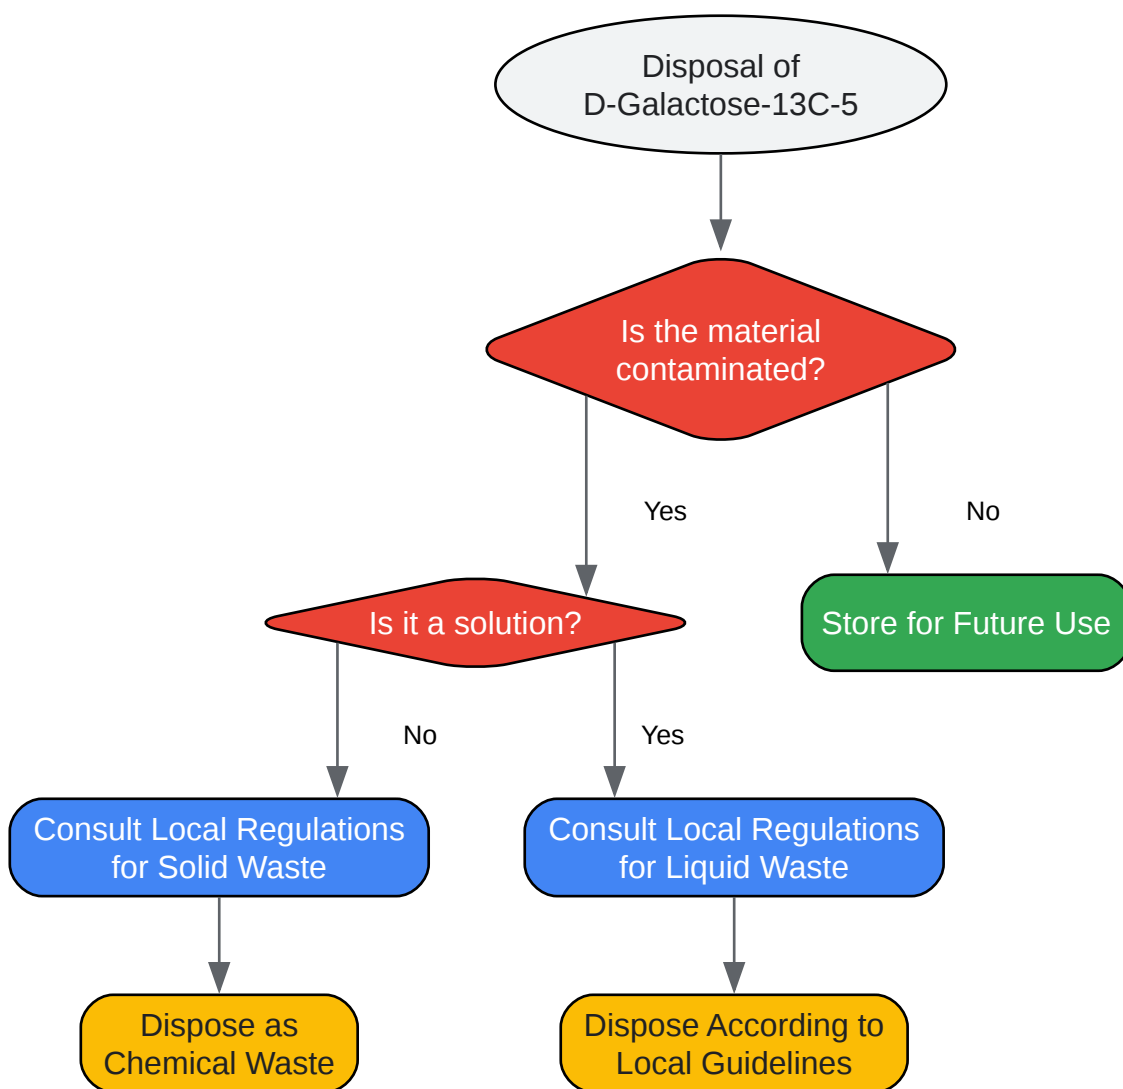 Disposal of
D-Galactose-13C-5
Is the material
contaminated?
Yes
No
Is it a solution?
Store for Future Use
No
Yes
Consult Local Regulations
for Solid Waste
Consult Local Regulations
for Liquid Waste
Dispose as
Chemical Waste
Dispose According to
Local Guidelines